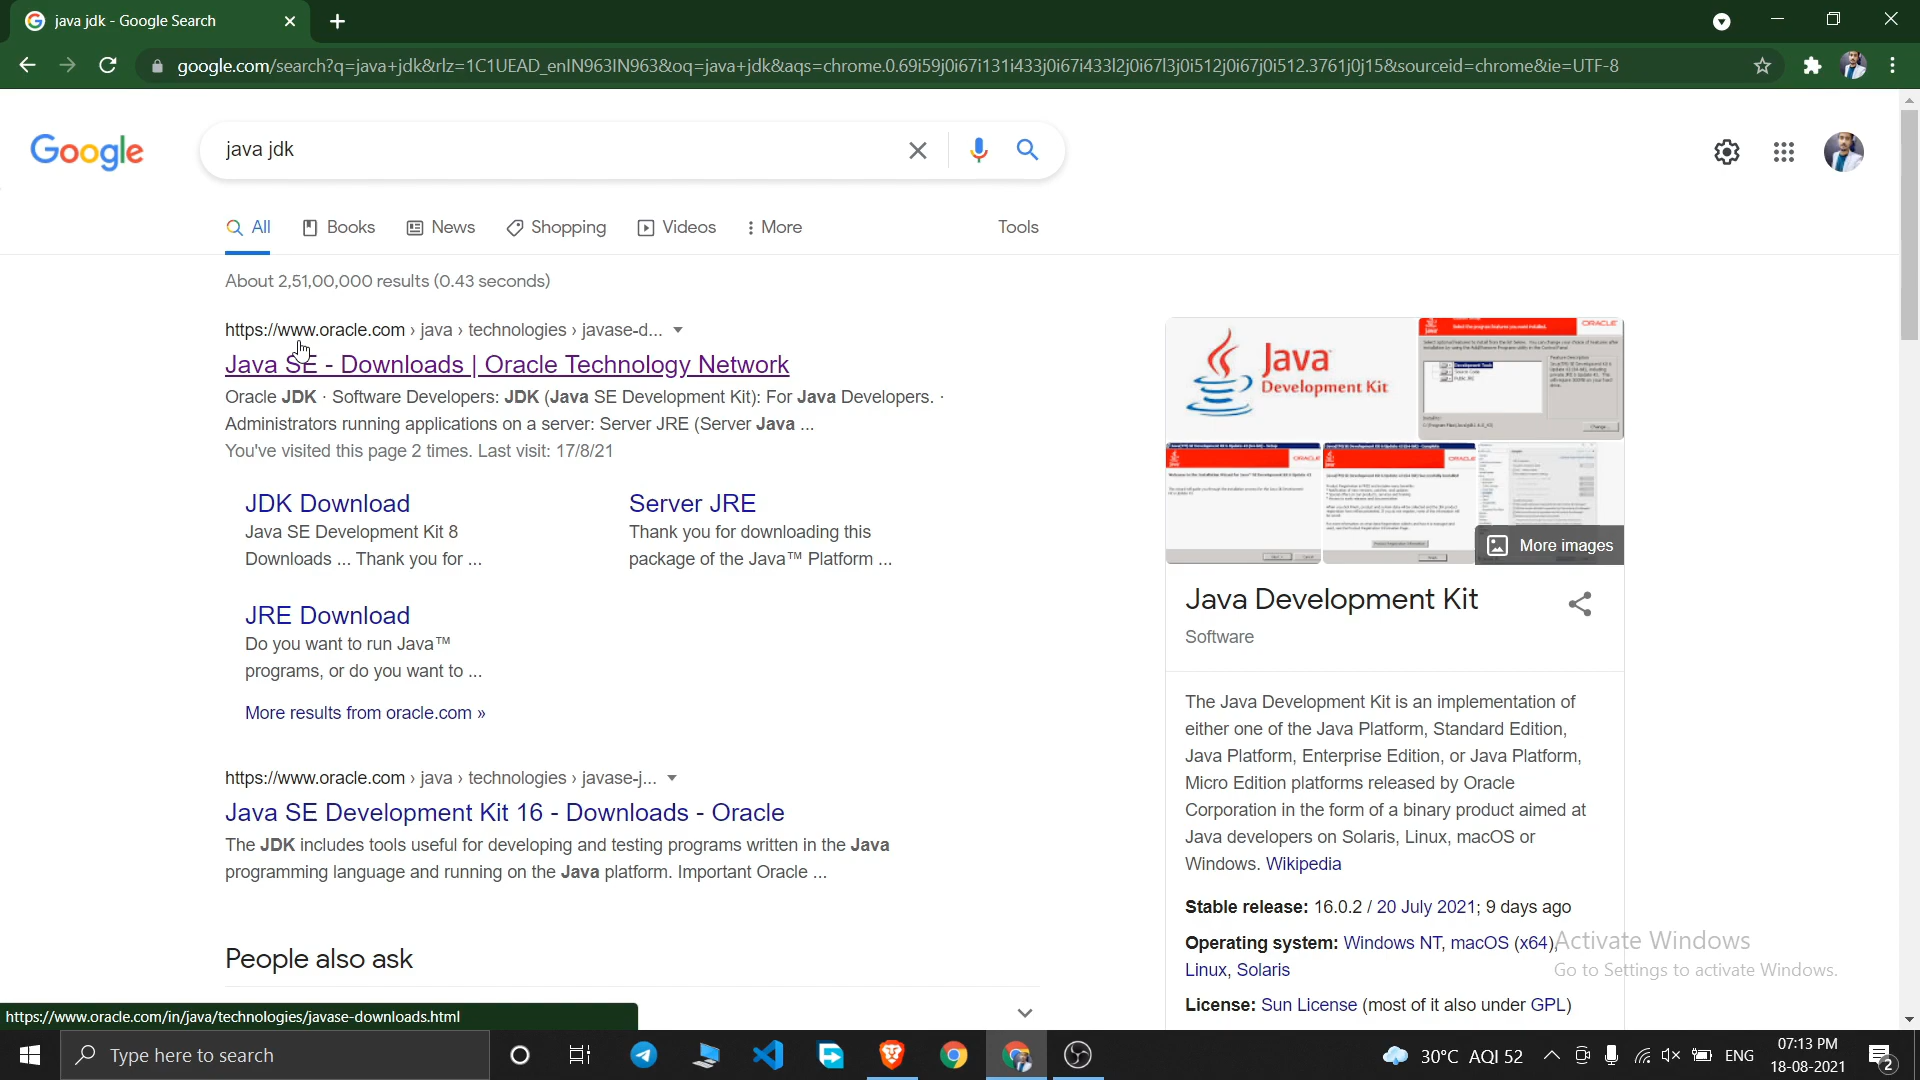 java jdk - Google Search
google.com/search?q=java+jdk&rlz=1C1UEAD_enIN963IN963&oq=java+jdk&aqs=chrome.0.69i59j0i67i131i433j0i67i433l2j0i67l3j0i512j0i67j0i512.3761j0j15&sourceid=chrome&ie=UTF-8
Google
java jdk
All
Books
News
Shopping
Videos
More
Tools
About 2,51,00,000 results (0.43 seconds)
https://www.oracle.com › java › technologies › javase-d...
Java SE - Downloads | Oracle Technology Network
Oracle JDK · Software Developers: JDK (Java SE Development Kit): For Java Developers. ·
Administrators running applications on a server: Server JRE (Server Java ...
You've visited this page 2 times. Last visit: 17/8/21
JDK Download
Java SE Development Kit 8
Downloads ... Thank you for ...
Server JRE
Thank you for downloading this
package of the Java™ Platform ...
JRE Download
Do you want to run Java™
programs, or do you want to ...
More results from oracle.com »
https://www.oracle.com › java › technologies › javase-j...
Java SE Development Kit 16 - Downloads - Oracle
The JDK includes tools useful for developing and testing programs written in the Java
programming language and running on the Java platform. Important Oracle ...
People also ask
Java
Development Kit
ORACLE
More images
Java Development Kit
Software
The Java Development Kit is an implementation of
either one of the Java Platform, Standard Edition,
Java Platform, Enterprise Edition, or Java Platform,
Micro Edition platforms released by Oracle
Corporation in the form of a binary product aimed at
Java developers on Solaris, Linux, macOS or
Windows. Wikipedia
Stable release: 16.0.2 / 20 July 2021; 9 days ago
Operating system: Windows NT, macOS (x64),
Linux, Solaris
License: Sun License (most of it also under GPL)
Activate Windows
Go to Settings to activate Windows.
https://www.oracle.com/in/java/technologies/javase-downloads.html
Type here to search
30°C AQI 52
ENG
07:13 PM
18-08-2021
2